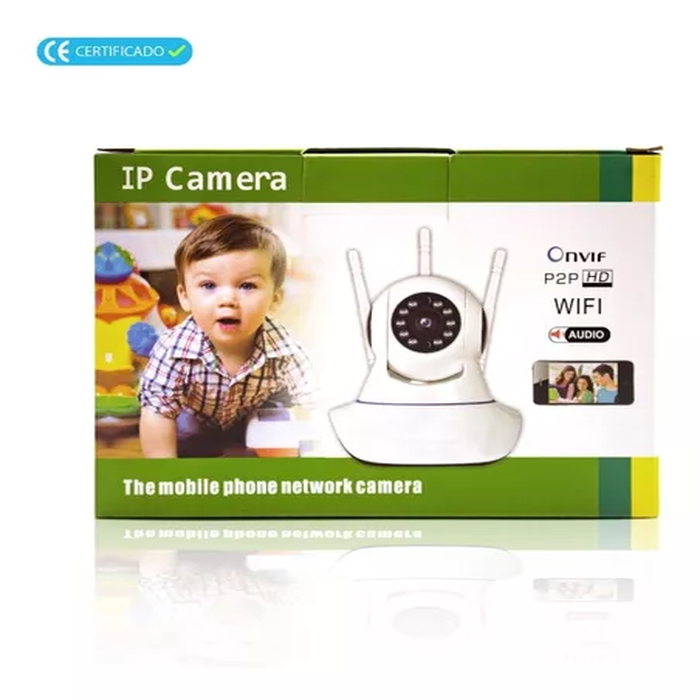 CE CERTIFICADO
IP Camera
ONVIF
P2P HD
WIFI
AUDIO
The mobile phone network camera